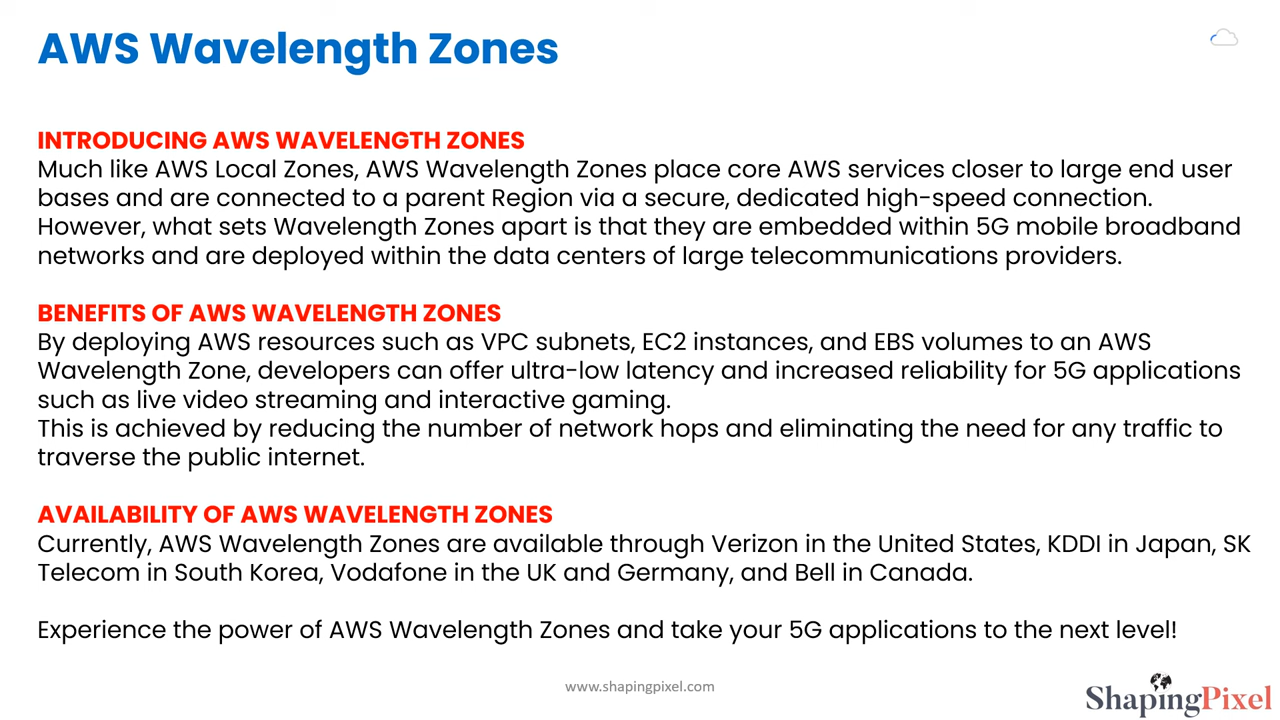 AWS Wavelength Zones
INTRODUCING AWS WAVELENGTH ZONES
Much like AWS Local Zones, AWS Wavelength Zones place core AWS services closer to large end user
bases and are connected to a parent Region via a secure, dedicated high-speed connection.
However, what sets Wavelength Zones apart is that they are embedded within 5G mobile broadband
networks and are deployed within the data centers of large telecommunications providers.
BENEFITS OF AWS WAVELENGTH ZONES
By deploying AWS resources such as VPC subnets, EC2 instances, and EBS volumes to an AWS
Wavelength Zone, developers can offer ultra-low latency and increased reliability for 5G applications
such as live video streaming and interactive gaming.
This is achieved by reducing the number of network hops and eliminating the need for any traffic to
traverse the public internet.
AVAILABILITY OF AWS WAVELENGTH ZONES
Currently, AWS Wavelength Zones are available through Verizon in the United States, KDDI in Japan, SK
Telecom in South Korea, Vodafone in the UK and Germany, and Bell in Canada.
Experience the power of AWS Wavelength Zones and take your 5G applications to the next level!
www.shapingpixel.com
ShapingPixel